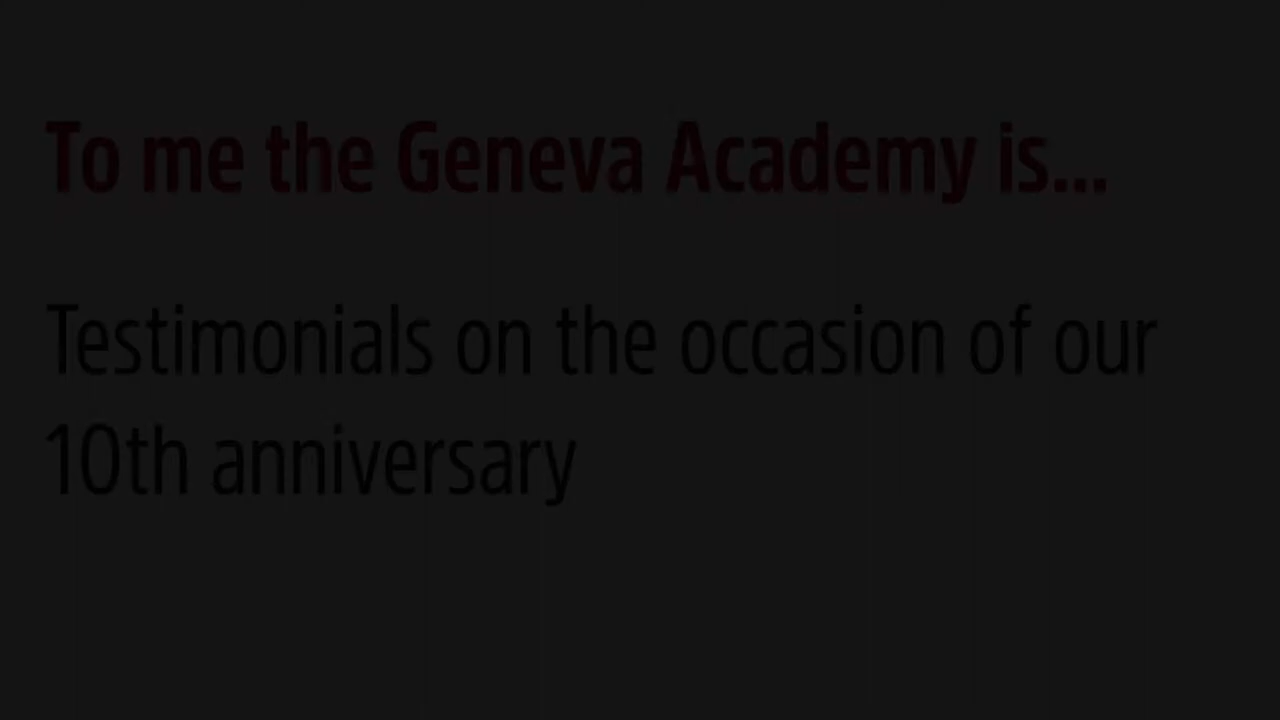 To me the Geneva Academy is...
Testimonials on the occasion of our
10th anniversary